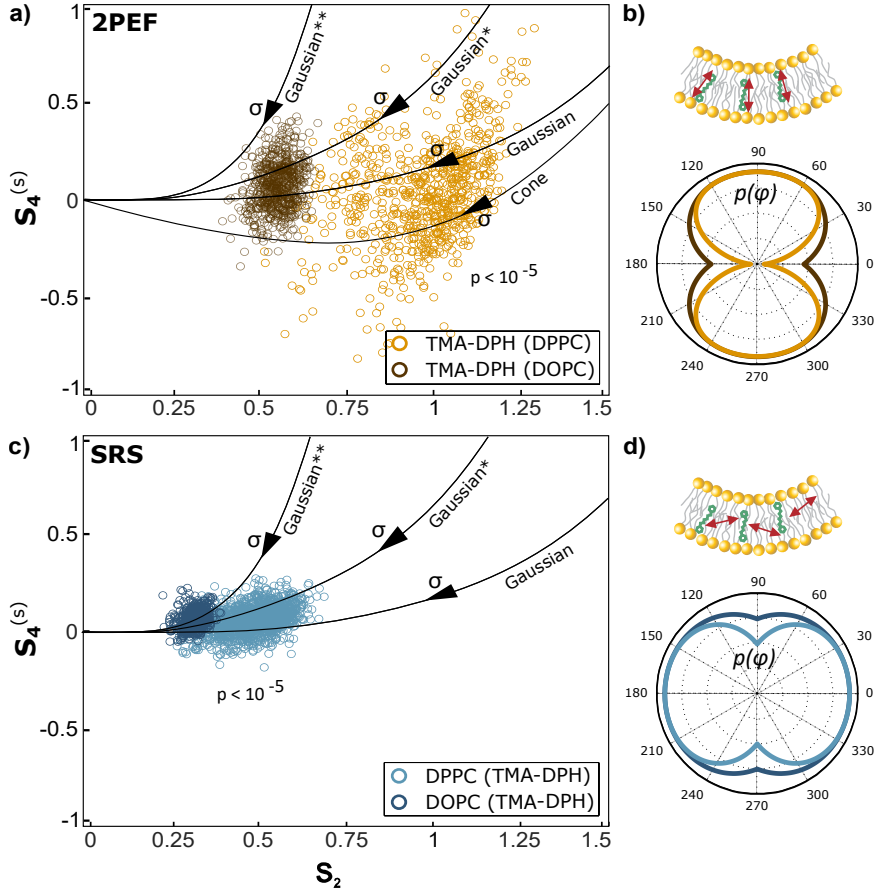 a)
2PEF
1
0.5
0
-0.5
-1
S4(s)
Gaussian**
Gaussian*
Gaussian
Cone
σ
σ
σ
σ
p < 10 -5
TMA-DPH (DPPC)
TMA-DPH (DOPC)
0
0.25
0.5
0.75
1
1.25
1.5
b)
90
120
60
150
30
p(φ)
180
0
210
330
240
300
270
c)
SRS
1
0.5
0
-0.5
-1
S4(s)
Gaussian**
Gaussian*
Gaussian
σ
σ
σ
p < 10 -5
DPPC (TMA-DPH)
DOPC (TMA-DPH)
0
0.25
0.5
0.75
1
1.25
1.5
S2
d)
90
120
60
150
30
p(φ)
180
0
210
330
240
300
270